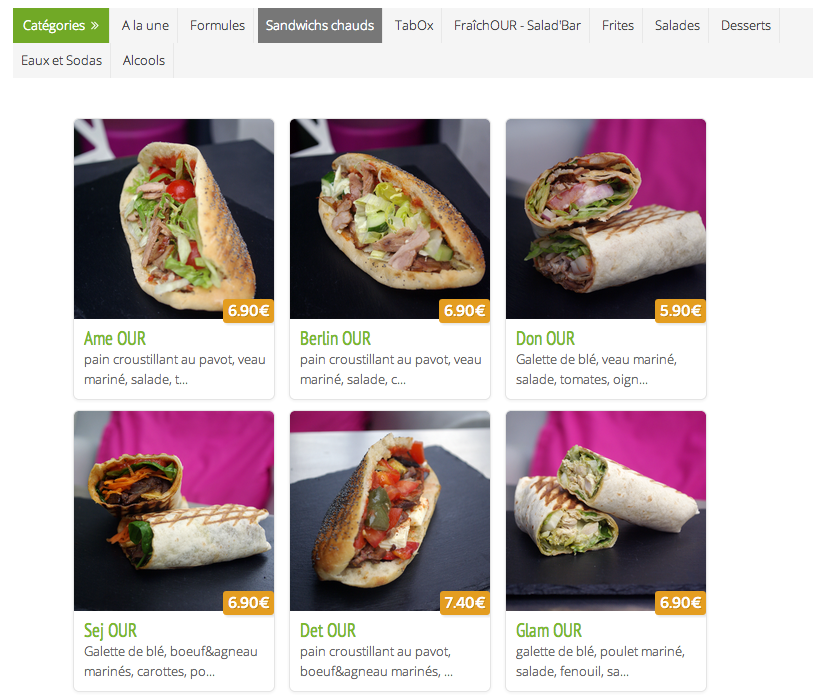 Catégories »
A la une
Formules
Sandwichs chauds
TabOx
FraîchOUR - Salad'Bar
Frites
Salades
Desserts
Eaux et Sodas
Alcools
6.90€
6.90€
5.90€
Ame OUR
pain croustillant au pavot, veau
mariné, salade, t...
Berlin OUR
pain croustillant au pavot, veau
mariné, salade, c...
Don OUR
Galette de blé, veau mariné,
salade, tomates, oign...
6.90€
7.40€
6.90€
Sej OUR
Galette de blé, boeuf&agneau
marinés, carottes, po...
Det OUR
pain croustillant au pavot,
boeuf&agneau marinés, ...
Glam OUR
galette de blé, poulet mariné,
salade, fenouil, sa...